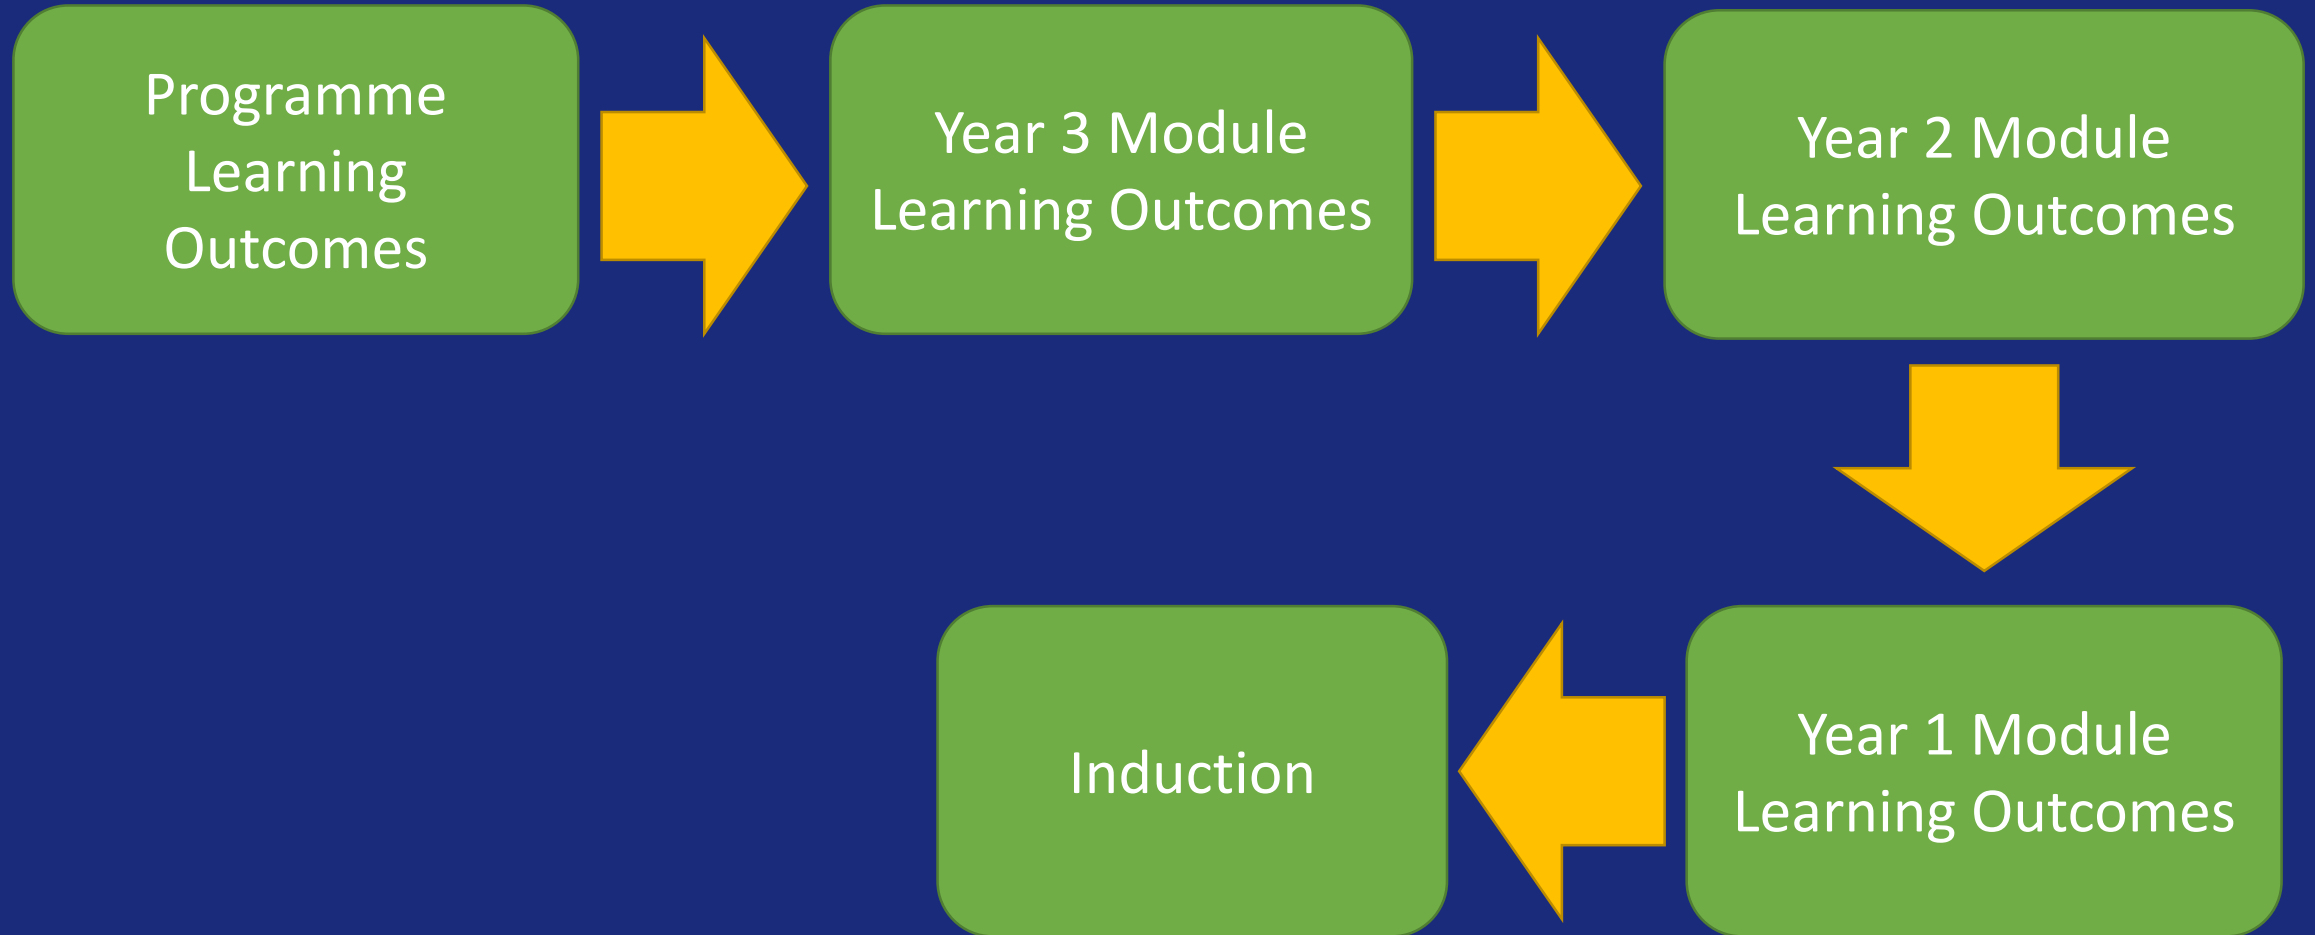 Programme
Learning
Outcomes
Year 3 Module
Learning Outcomes
Year 2 Module
Learning Outcomes
Year 1 Module
Learning Outcomes
Induction